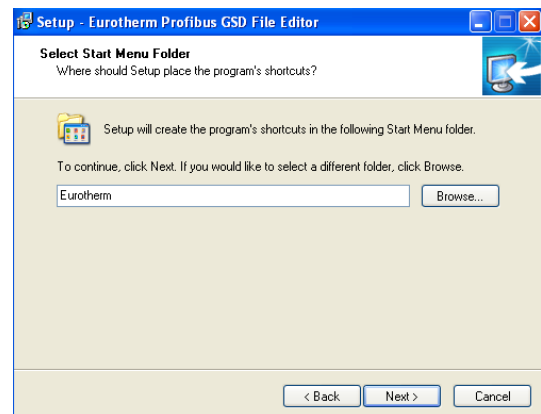 Setup - Eurotherm Profibus GSD File Editor
Select Start Menu Folder
Where should Setup place the program's shortcuts?
Setup will create the program's shortcuts in the following Start Menu folder.
To continue, click Next. If you would like to select a different folder, click Browse.
Eurotherm
Browse...
< Back
Next >
Cancel